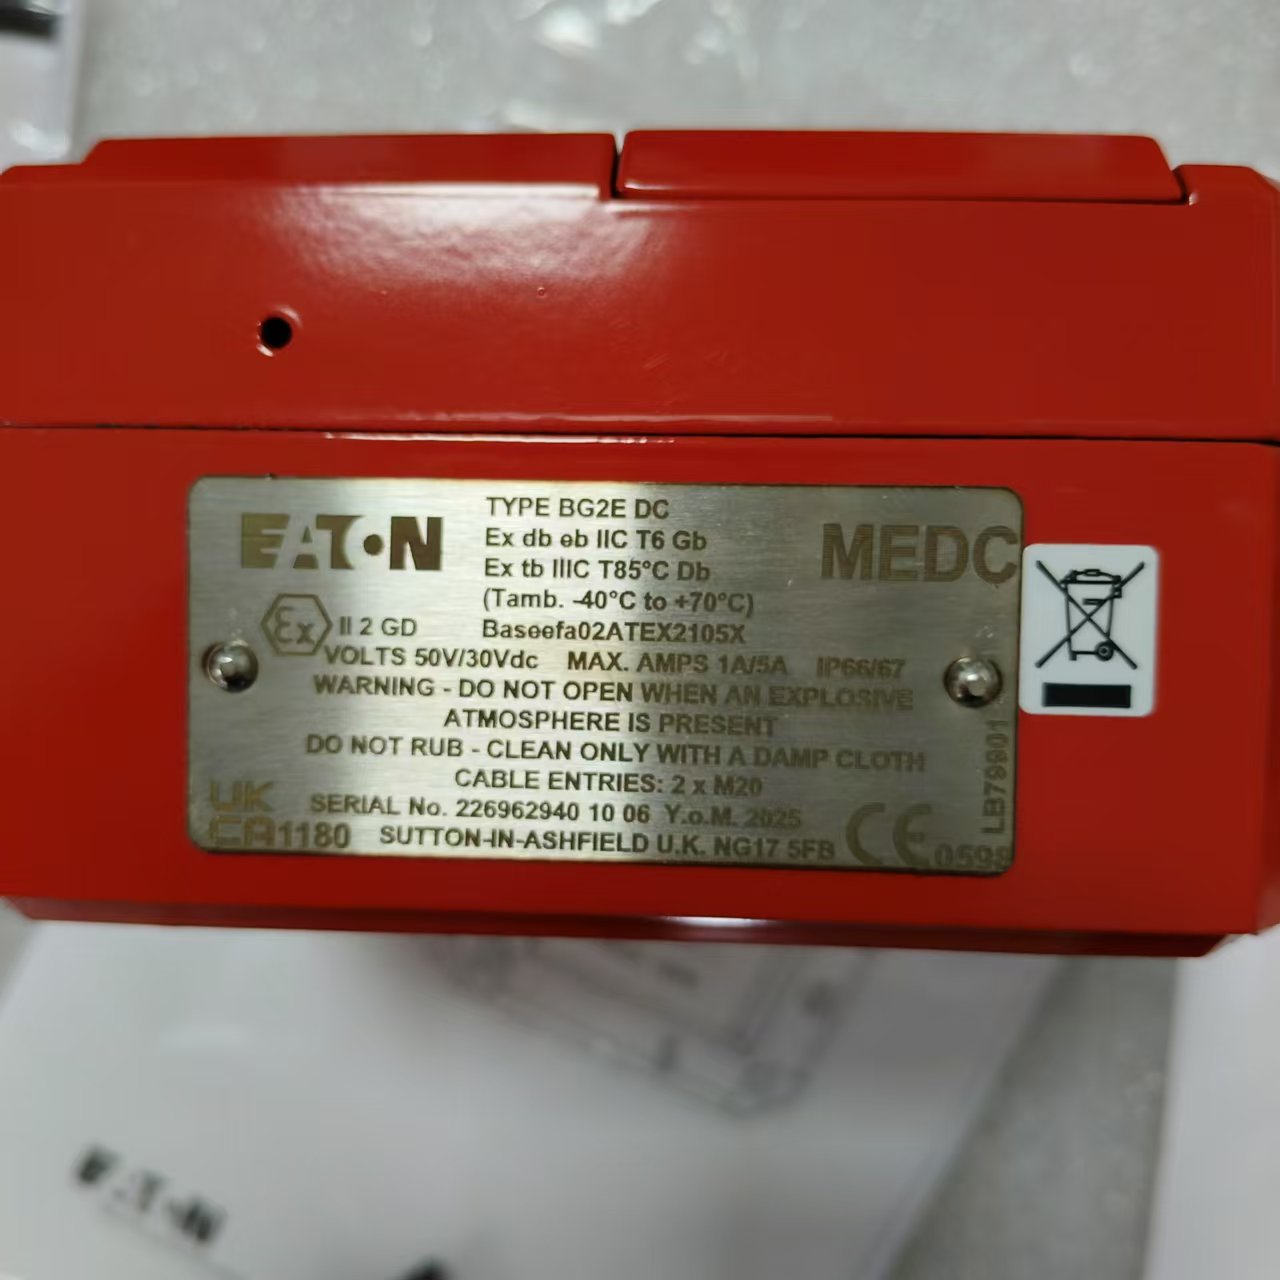 EATON
TYPE BG2E DC
MEDC
Ex db eb IIC T6 Gb
Ex tb IIIC T85°C Db
(Tamb. -40°C to +70°C)
Ex II 2 GD
Baseefa02ATEX2105X
VOLTS 50V/30Vdc MAX. AMPS 1A/5A IP66/67
WARNING - DO NOT OPEN WHEN AN EXPLOSIVE
ATMOSPHERE IS PRESENT
DO NOT RUB - CLEAN ONLY WITH A DAMP CLOTH
CABLE ENTRIES: 2 x M20
SERIAL No. 226962940 10 06 Y.o.M. 2025
UK
CA 1180
SUTTON-IN-ASHFIELD U.K. NG17 5FB
CE 0598
LB79901
EATON